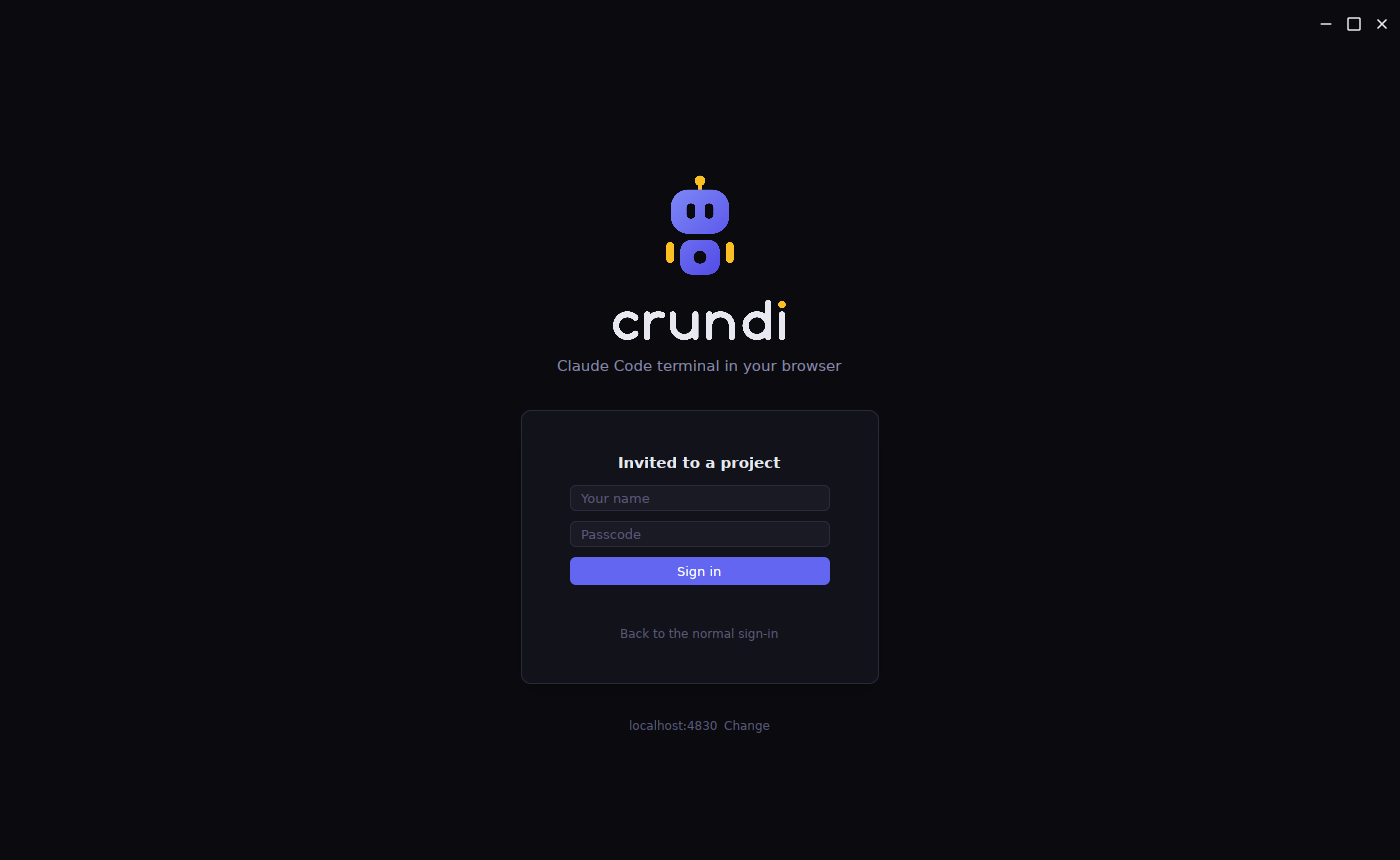 crundi
Claude Code terminal in your browser
Invited to a project
Your name
Passcode
Sign in
Back to the normal sign-in
localhost:4830 Change